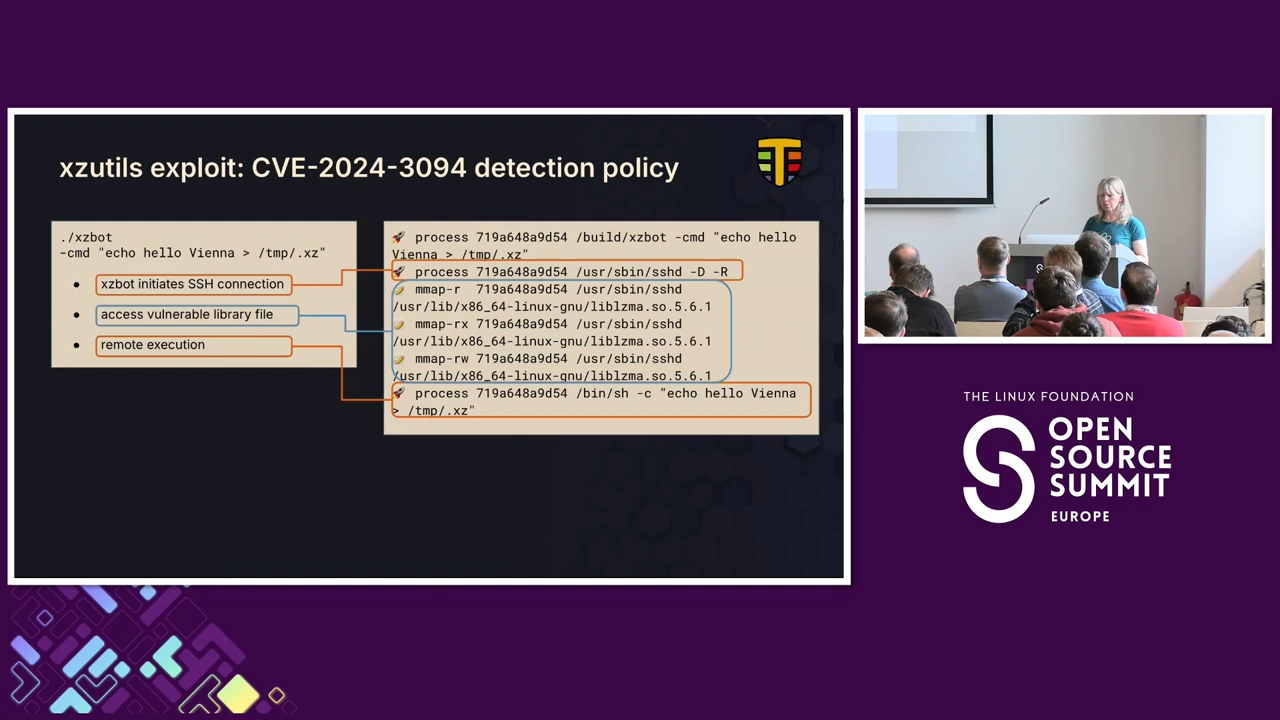 xzutils exploit: CVE-2024-3094 detection policy
./xzbot
-cmd "echo hello Vienna > /tmp/.xz"
• xzbot initiates SSH connection
• access vulnerable library file
• remote execution
🚀 process 719a648a9d54 /build/xzbot -cmd "echo hello
Vienna > /tmp/.xz"
🚀 process 719a648a9d54 /usr/sbin/sshd -D -R
mmap-r 719a648a9d54 /usr/sbin/sshd
/usr/lib/x86_64-linux-gnu/liblzma.so.5.6.1
mmap-rx 719a648a9d54 /usr/sbin/sshd
/usr/lib/x86_64-linux-gnu/liblzma.so.5.6.1
mmap-rw 719a648a9d54 /usr/sbin/sshd
/usr/lib/x86_64-linux-gnu/liblzma.so.5.6.1
🚀 process 719a648a9d54 /bin/sh -c "echo hello Vienna
> /tmp/.xz"
THE LINUX FOUNDATION
OPEN
SOURCE
SUMMIT
EUROPE